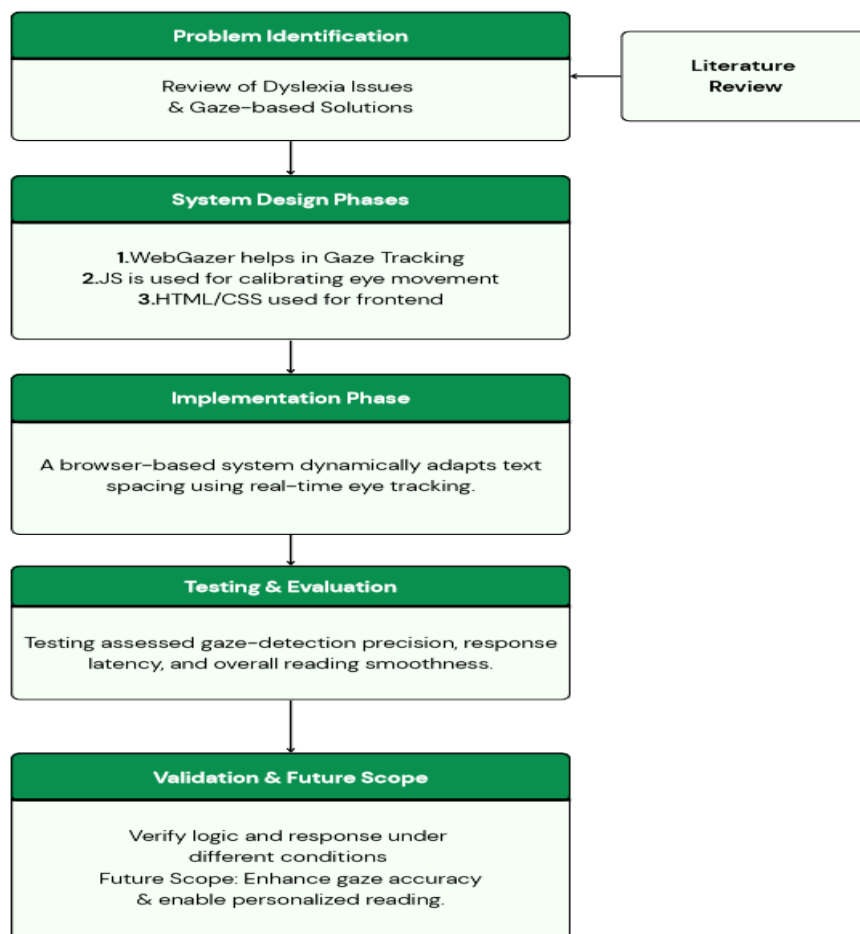 Problem Identification
Review of Dyslexia Issues
& Gaze-based Solutions
Literature
Review
System Design Phases
1.WebGazer helps in Gaze Tracking
2.JS is used for calibrating eye movement
3.HTML/CSS used for frontend
Implementation Phase
A browser-based system dynamically adapts text
spacing using real-time eye tracking.
Testing & Evaluation
Testing assessed gaze-detection precision, response
latency, and overall reading smoothness.
Validation & Future Scope
Verify logic and response under
different conditions
Future Scope: Enhance gaze accuracy
& enable personalized reading.